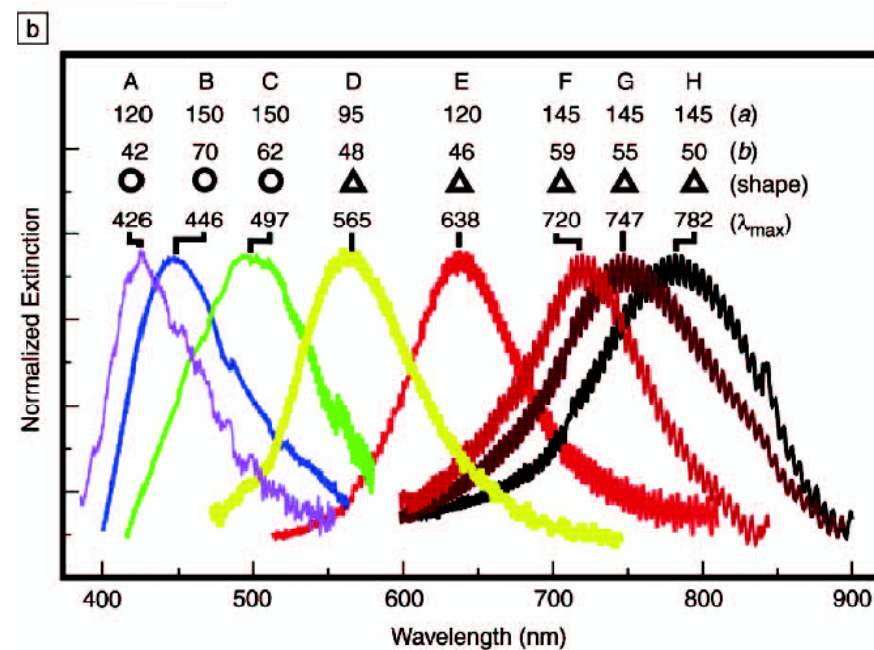 b
A B C D E F G H
120 150 150 95 120 145 145 145 (a)
42 70 62 48 46 59 55 50 (b)
(shape)
426 446 497 565 638 720 747 782 (λmax)
Normalized Extinction
400 500 600 700 800 900
Wavelength (nm)